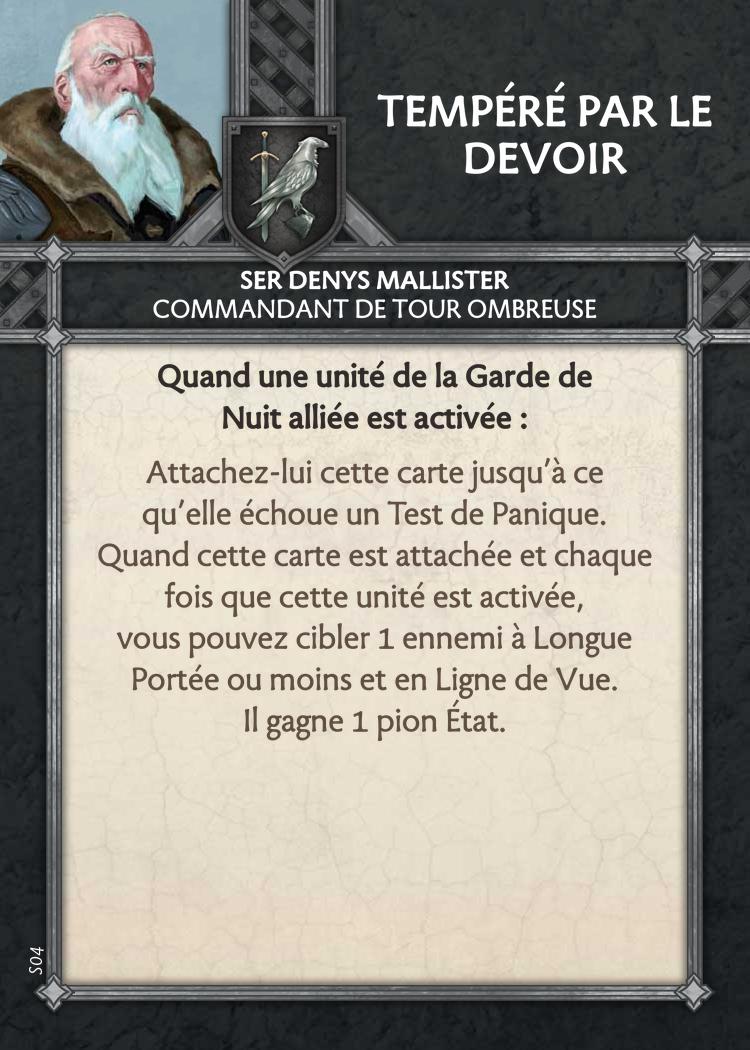 TEMPÉRÉ PAR LE
DEVOIR
SER DENYS MALLISTER
COMMANDANT DE TOUR OMBREUSE
Quand une unité de la Garde de
Nuit alliée est activée :
Attachez-lui cette carte jusqu'à ce
qu'elle échoue un Test de Panique.
Quand cette carte est attachée et chaque
fois que cette unité est activée,
vous pouvez cibler 1 ennemi à Longue
Portée ou moins et en Ligne de Vue.
Il gagne 1 pion État.
S04